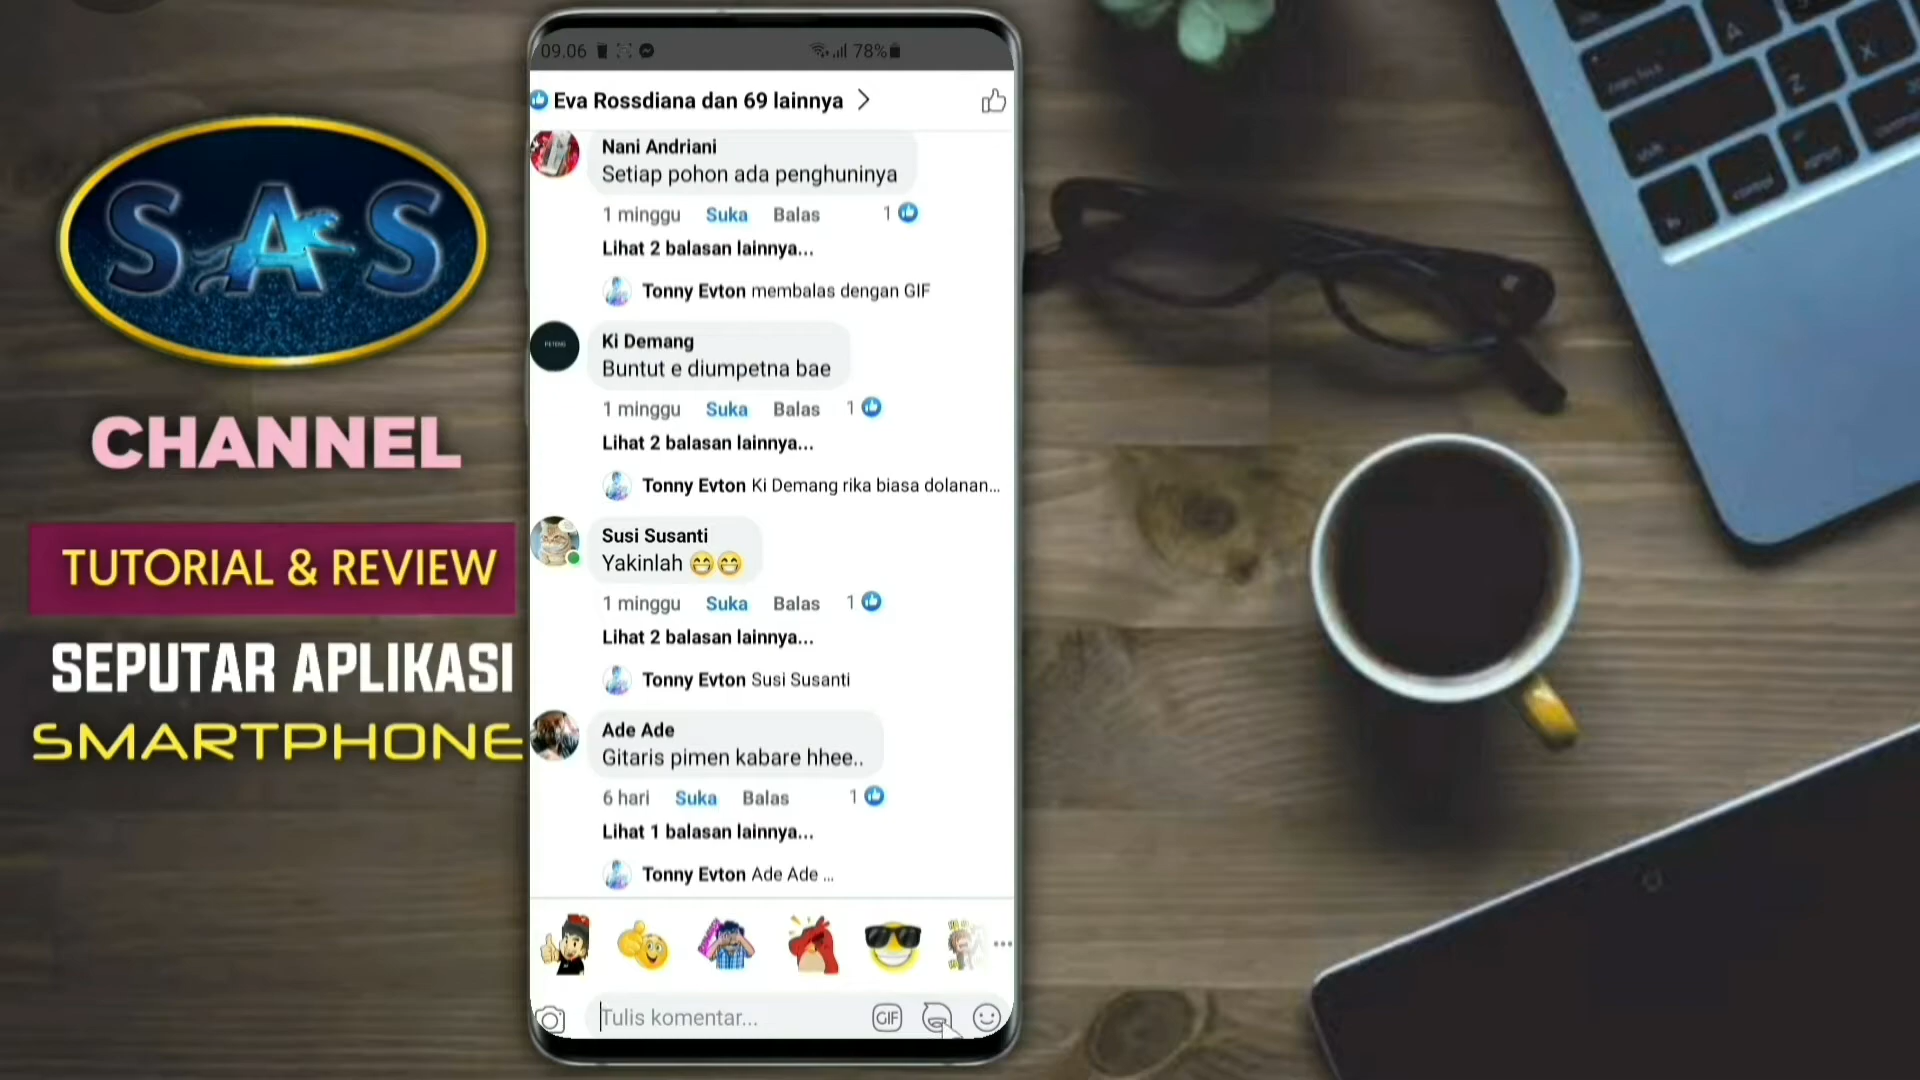 SAS
CHANNEL
TUTORIAL & REVIEW
SEPUTAR APLIKASI
SMARTPHONE
09.06
78%
Eva Rossdiana dan 69 lainnya
Nani Andriani
Setiap pohon ada penghuninya
1 minggu Suka Balas 1
Lihat 2 balasan lainnya...
Tonny Evton membalas dengan GIF
Ki Demang
Buntut e diumpetna bae
1 minggu Suka Balas 1
Lihat 2 balasan lainnya...
Tonny Evton Ki Demang rika biasa dolanan...
Susi Susanti
Yakinlah 😁😁
1 minggu Suka Balas 1
Lihat 2 balasan lainnya...
Tonny Evton Susi Susanti
Ade Ade
Gitaris pimen kabare hhee..
6 hari Suka Balas 1
Lihat 1 balasan lainnya...
Tonny Evton Ade Ade ...
Tulis komentar...
GIF
A
Z
X